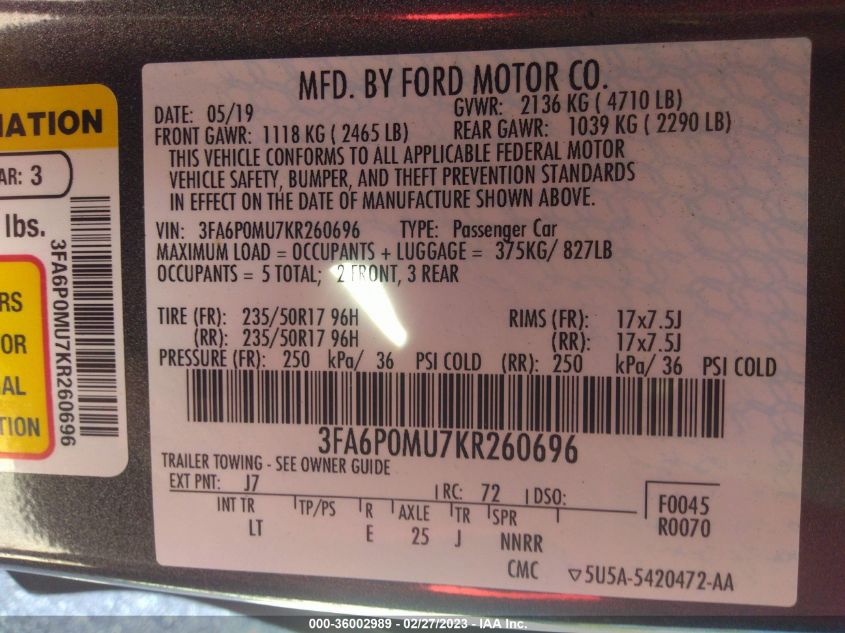 MATION
AR: 3
lbs.
3FA6P0MU7KR260696
RS
OR
AL
TION
MFD. BY FORD MOTOR CO.
DATE: 05/19 GVWR: 2136 KG ( 4710 LB)
FRONT GAWR: 1118 KG ( 2465 LB) REAR GAWR: 1039 KG ( 2290 LB)
THIS VEHICLE CONFORMS TO ALL APPLICABLE FEDERAL MOTOR
VEHICLE SAFETY, BUMPER, AND THEFT PREVENTION STANDARDS
IN EFFECT ON THE DATE OF MANUFACTURE SHOWN ABOVE.
VIN: 3FA6P0MU7KR260696 TYPE: Passenger Car
MAXIMUM LOAD = OCCUPANTS + LUGGAGE = 375KG/ 827LB
OCCUPANTS = 5 TOTAL; 2 FRONT, 3 REAR
TIRE (FR): 235/50R17 96H RIMS (FR): 17x7.5J
(RR): 235/50R17 96H (RR): 17x7.5J
PRESSURE (FR): 250 kPa/ 36 PSI COLD (RR): 250 kPa/ 36 PSI COLD
3FA6P0MU7KR260696
TRAILER TOWING - SEE OWNER GUIDE
EXT PNT: J7 RC: 72 DSO: F0045
INT TR TP/PS R AXLE TR SPR R0070
LT E 25 J NNRR
CMC 5U5A-5420472-AA
000-36002989 - 02/27/2023 - IAA Inc.